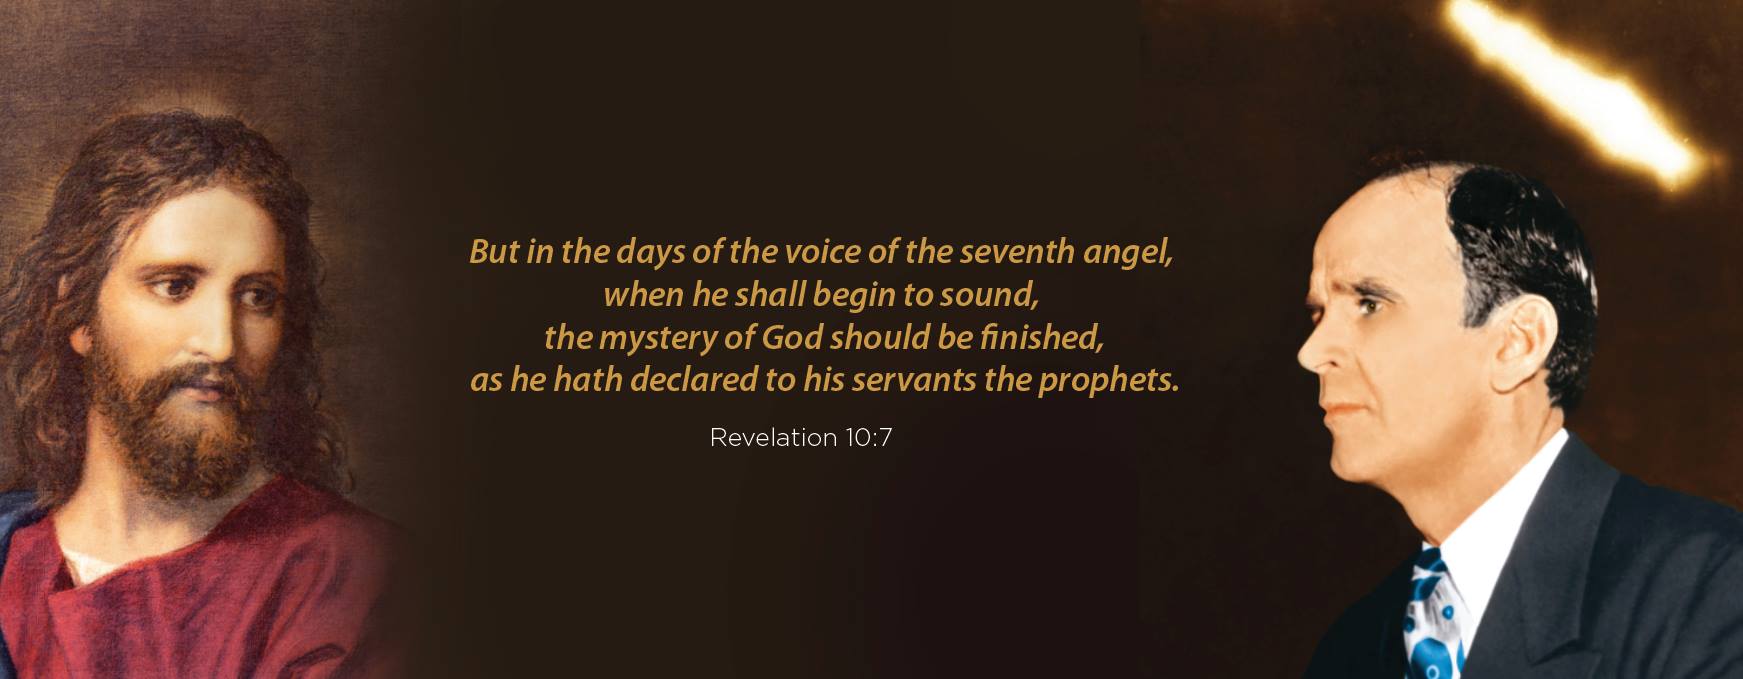 But in the days of the voice of the seventh angel,
when he shall begin to sound,
the mystery of God should be finished,
as he hath declared to his servants the prophets.
Revelation 10:7